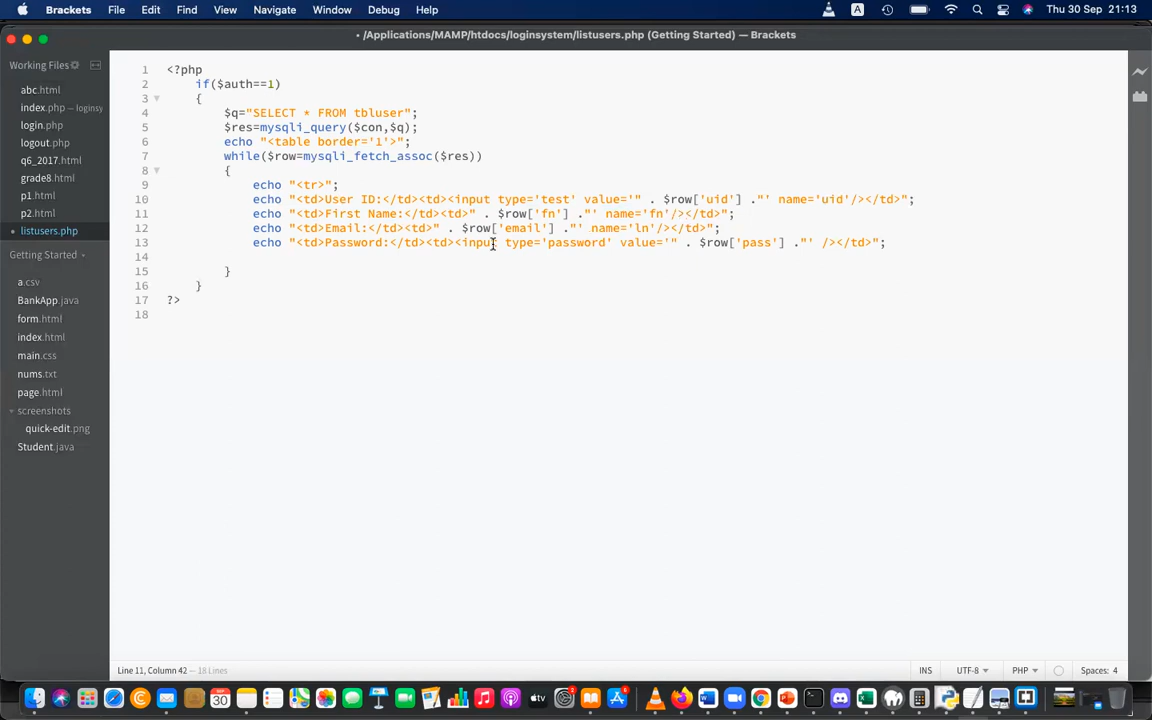 Brackets File Edit Find View Navigate Window Debug Help A Thu 30 Sep 21:13
• /Applications/MAMP/htdocs/loginsystem/listusers.php (Getting Started) — Brackets
Working Files
abc.html
index.php — loginsy
login.php
logout.php
q6_2017.html
grade8.html
p1.html
p2.html
listusers.php
Getting Started
a.csv
BankApp.java
form.html
index.html
main.css
nums.txt
page.html
screenshots
quick-edit.png
Student.java
1 <?php
2 if($auth==1)
3 {
4 $q="SELECT * FROM tbluser";
5 $res=mysqli_query($con,$q);
6 echo "<table border='1'>";
7 while($row=mysqli_fetch_assoc($res))
8 {
9 echo "<tr>";
10 echo "<td>User ID:</td><td><input type='test' value='" . $row['uid'] ."' name='uid'/></td>";
11 echo "<td>First Name:</td><td>" . $row['fn'] ."' name='fn'/></td>";
12 echo "<td>Email:</td><td>" . $row['email'] ."' name='ln'/></td>";
13 echo "<td>Password:</td><td><input type='password' value='" . $row['pass'] ."' /></td>";
14
15 }
16 }
17 ?>
18
Line 11, Column 42 — 18 Lines INS UTF-8 PHP Spaces: 4